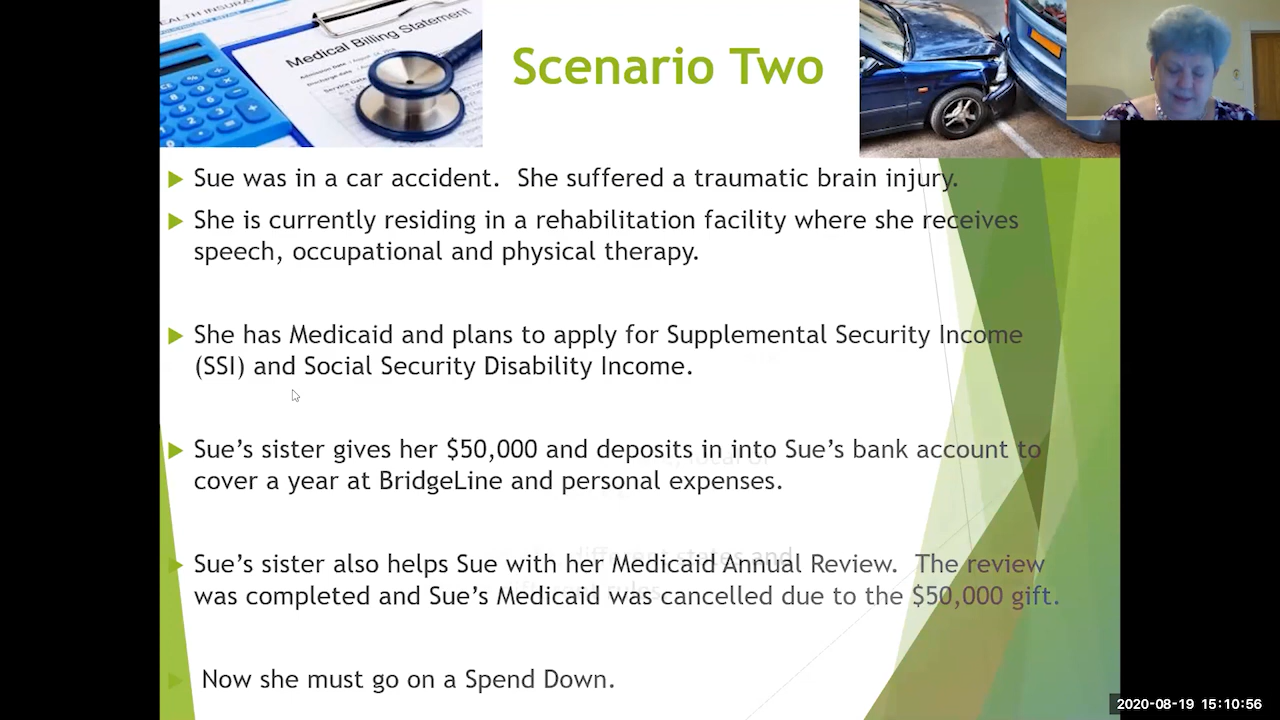 HEALTH INSURANCE
Medical Billing Statement
Scenario Two
Sue was in a car accident.  She suffered a traumatic brain injury.
She is currently residing in a rehabilitation facility where she receives
speech, occupational and physical therapy.
She has Medicaid and plans to apply for Supplemental Security Income
(SSI) and Social Security Disability Income.
Sue’s sister gives her $50,000 and deposits in into Sue’s bank account to
cover a year at BridgeLine and personal expenses.
Sue’s sister also helps Sue with her Medicaid Annual Review.  The review
was completed and Sue’s Medicaid was cancelled due to the $50,000 gift.
Now she must go on a Spend Down.
2020-08-19 15:10:56